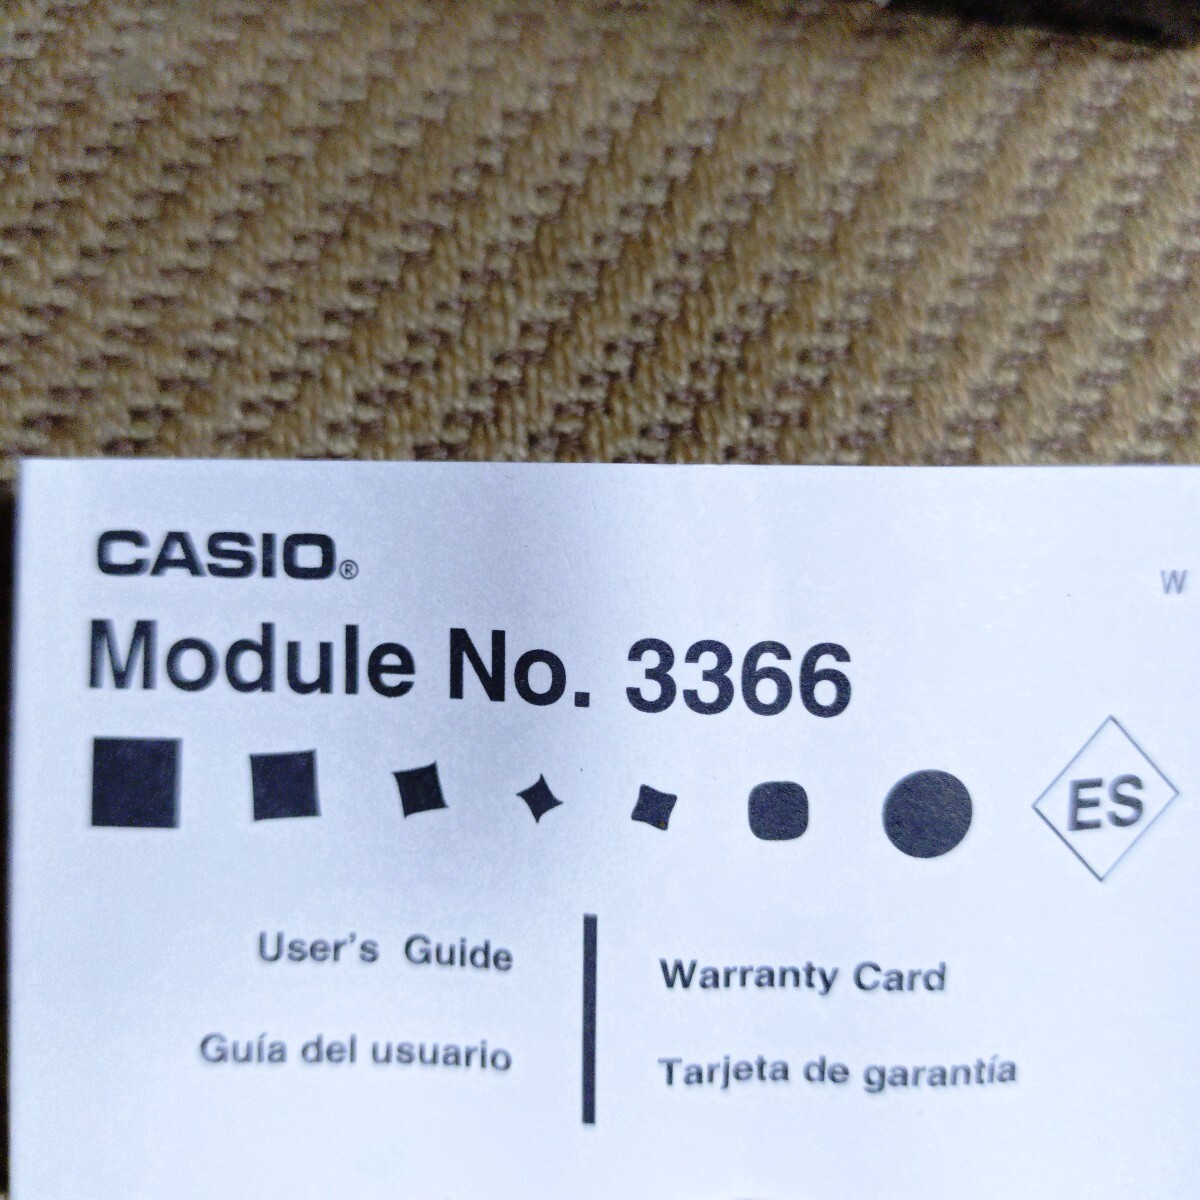 CASIO®
W
Module No. 3366
ES
User's Guide
Warranty Card
Guía del usuario
Tarjeta de garantía